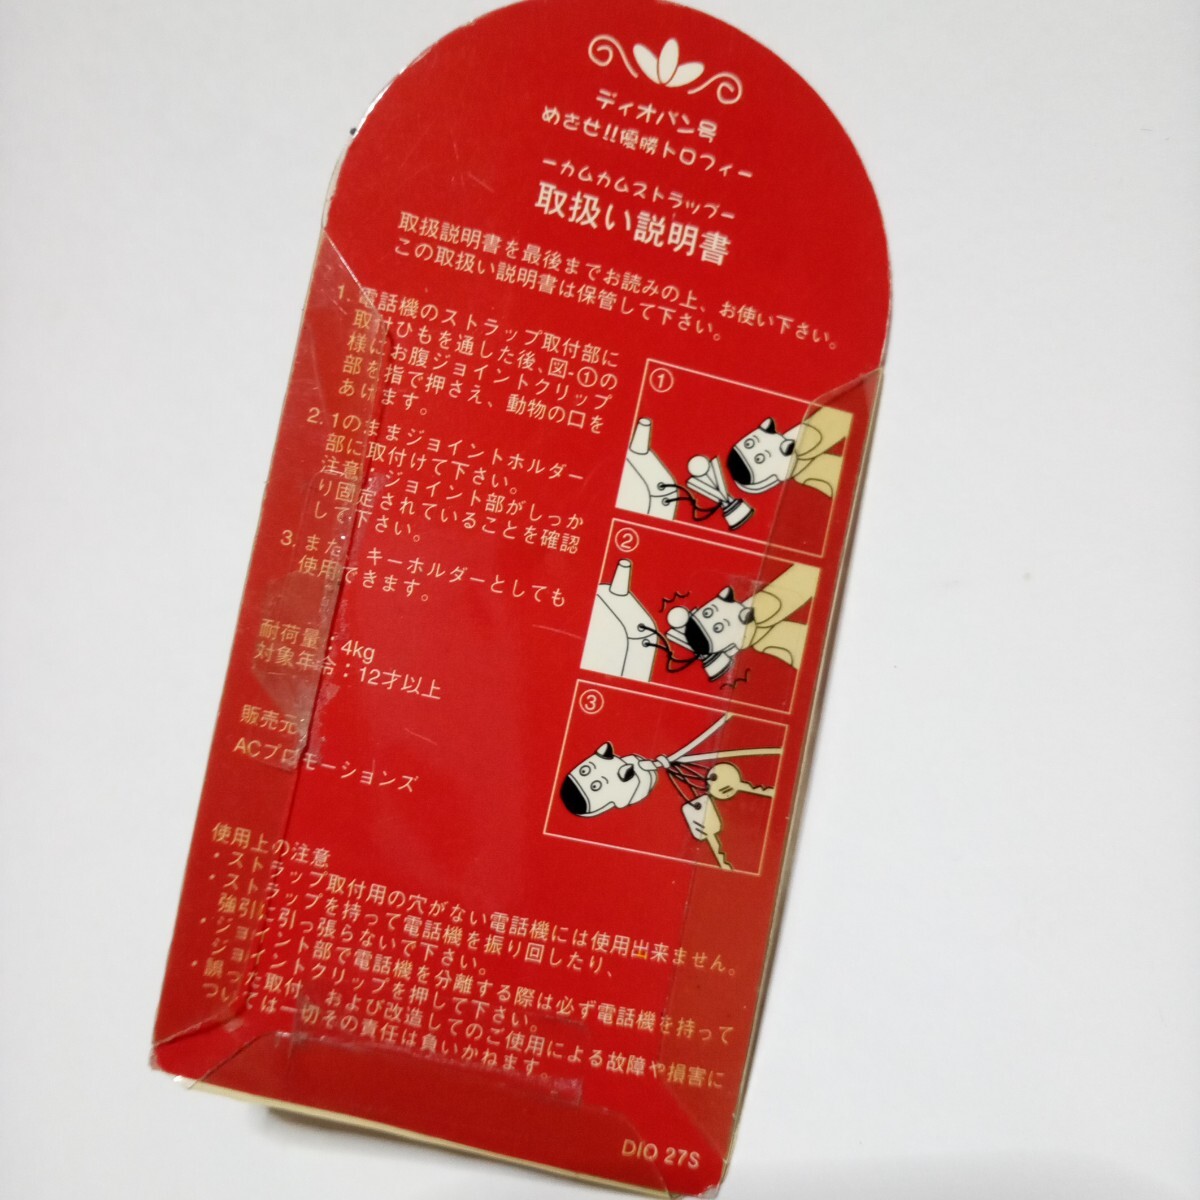 ディオバン号
めざせ!!優勝トロフィー
ーカムカムストラップー
取扱い説明書
取扱説明書を最後までお読みの上、お使い下さい。
この取扱い説明書は保管して下さい。
1. 電話機のストラップ取付部に
取付ひもを通した後、図-①の
様にお腹ジョイントクリップ
部を指で押さえ、動物の口を
あけます。
2. 1のままジョイントホルダー
部に取付けて下さい。
注意:ジョイント部がしっか
り固定されていることを確認
して下さい。
3. また、キーホルダーとしても
使用できます。
耐荷量:4kg
対象年令:12才以上
販売元:
ACプロモーションズ
①
②
③
使用上の注意
・ストラップ取付用の穴がない電話機には使用出来ません。
・ストラップを持って電話機を振り回したり、
強引に引っ張らないで下さい。
・ジョイント部で電話機を分離する際は必ず電話機を持って
ジョイントクリップを押して下さい。
・誤った取付、および改造してのご使用による故障や損害に
ついては一切その責任は負いかねます。
DIO 27S